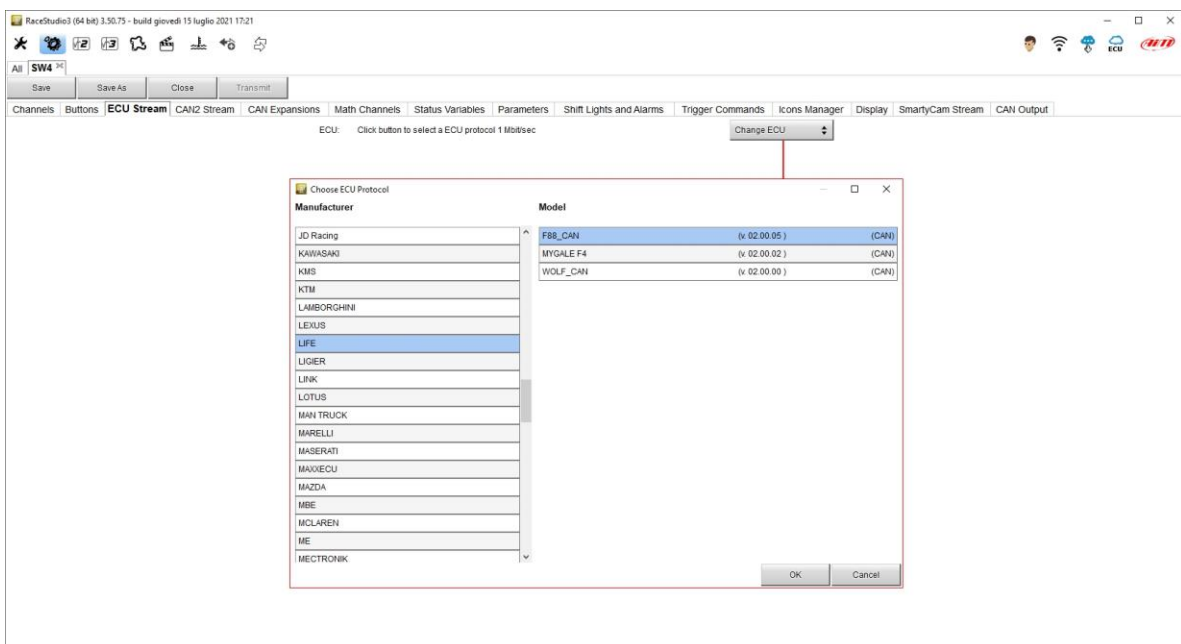 RaceStudio3 (64 bit) 3.50.75 - build giovedì 15 luglio 2021 17:21
ECU
AiM
All SW4
Save Save As Close Transmit
Channels Buttons ECU Stream CAN2 Stream CAN Expansions Math Channels Status Variables Parameters Shift Lights and Alarms Trigger Commands Icons Manager Display SmartyCam Stream CAN Output
ECU: Click button to select a ECU protocol 1 Mbit/sec Change ECU
Choose ECU Protocol
Manufacturer Model
JD Racing F88_CAN (v. 02.00.05 ) (CAN)
KAWASAKI MYGALE F4 (v. 02.00.02 ) (CAN)
KMS WOLF_CAN (v. 02.00.00 ) (CAN)
KTM
LAMBORGHINI
LEXUS
LIFE
LIGIER
LINK
LOTUS
MAN TRUCK
MARELLI
MASERATI
MAXXECU
MAZDA
MBE
MCLAREN
ME
MECTRONIK
OK Cancel